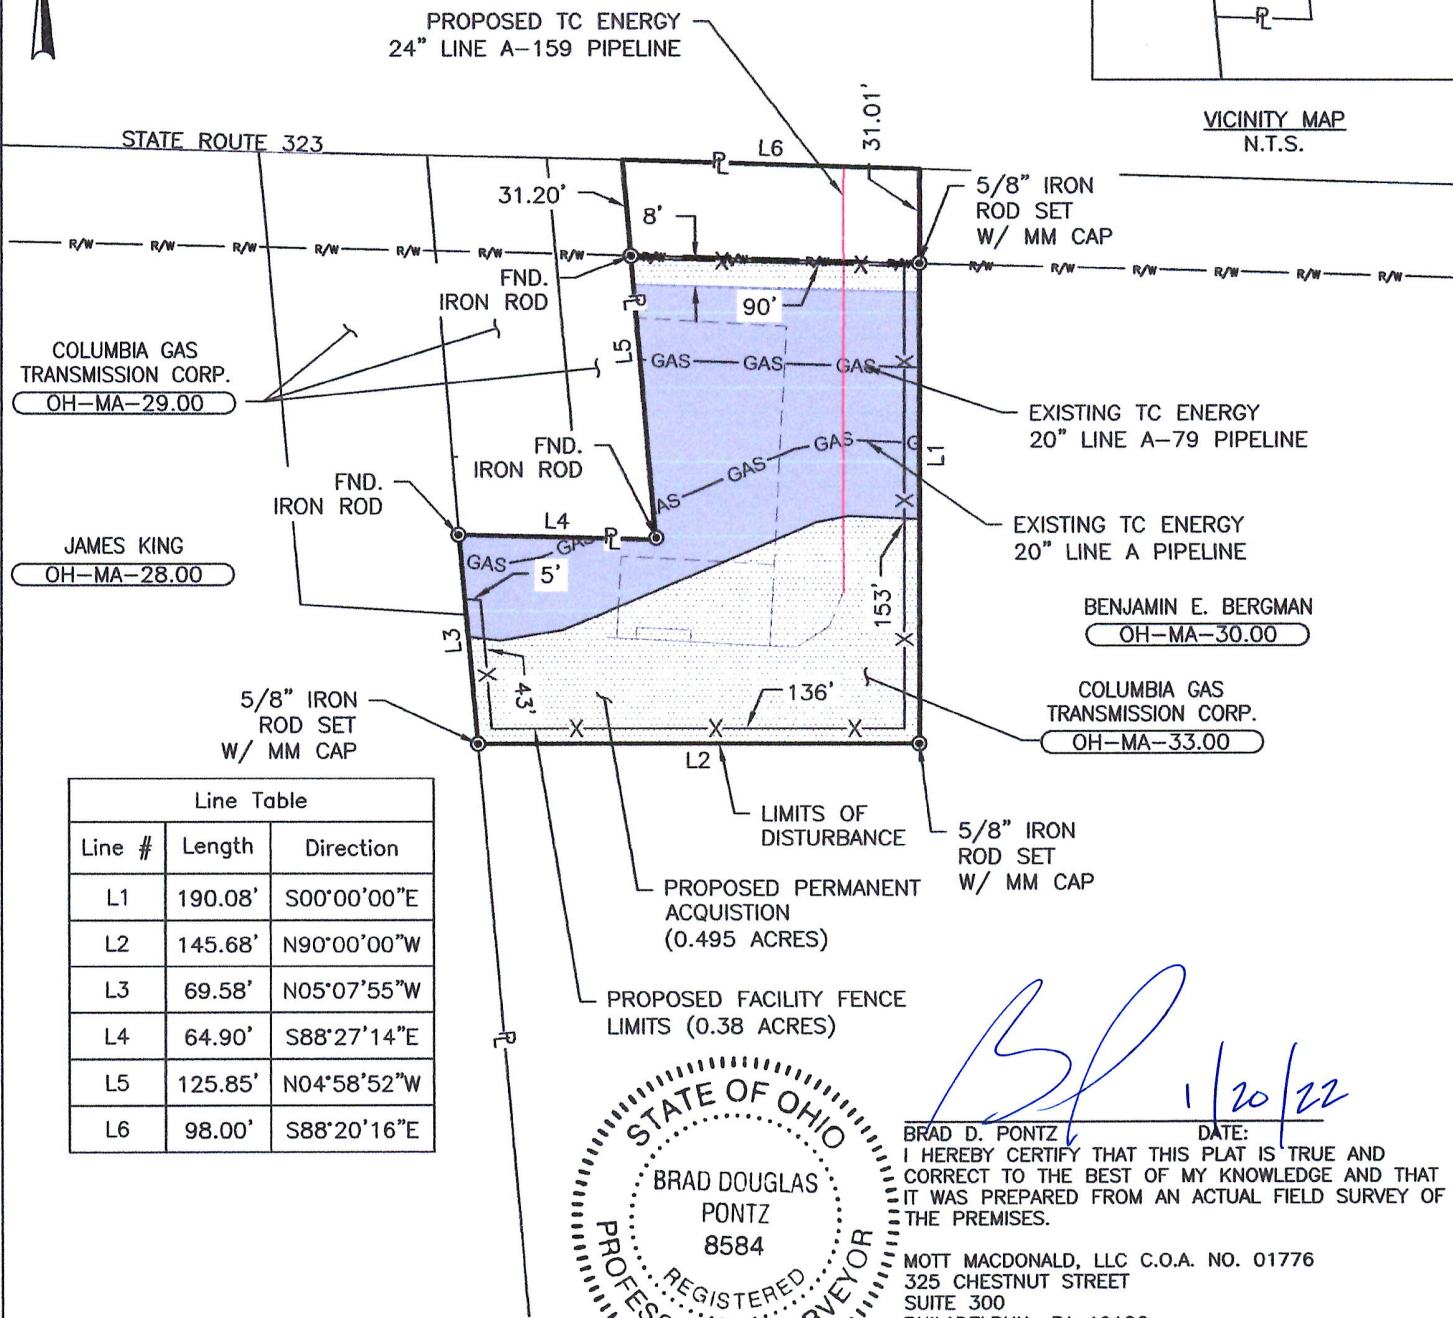 PROPOSED TC ENERGY
24" LINE A-159 PIPELINE
PL
VICINITY MAP
N.T.S.
STATE ROUTE 323
PL
L6
31.01'
31.20'
8'
5/8" IRON
ROD SET
W/ MM CAP
R/W R/W R/W R/W R/W R/W R/W R/W R/W R/W R/W R/W R/W R/W R/W R/W
FND.
IRON ROD
PL
90'
COLUMBIA GAS
TRANSMISSION CORP.
OH-MA-29.00
L5
GAS GAS GAS
EXISTING TC ENERGY
20" LINE A-79 PIPELINE
FND.
IRON ROD
GAS
GAS
AS
G
L1
FND.
IRON ROD
L4
PL
GAS
GAS
EXISTING TC ENERGY
20" LINE A PIPELINE
JAMES KING
OH-MA-28.00
5'
153'
BENJAMIN E. BERGMAN
OH-MA-30.00
L3
43'
136'
COLUMBIA GAS
TRANSMISSION CORP.
OH-MA-33.00
5/8" IRON
ROD SET
W/ MM CAP
L2
LIMITS OF
DISTURBANCE
5/8" IRON
ROD SET
W/ MM CAP
PROPOSED PERMANENT
ACQUISTION
(0.495 ACRES)
PROPOSED FACILITY FENCE
LIMITS (0.38 ACRES)
PL
Line Table
Line # Length Direction
L1 190.08' S00°00'00"E
L2 145.68' N90°00'00"W
L3 69.58' N05°07'55"W
L4 64.90' S88°27'14"E
L5 125.85' N04°58'52"W
L6 98.00' S88°20'16"E
STATE OF OHIO
BRAD DOUGLAS
PONTZ
8584
REGISTERED
1/20/22
BRAD D. PONTZ DATE:
I HEREBY CERTIFY THAT THIS PLAT IS TRUE AND
CORRECT TO THE BEST OF MY KNOWLEDGE AND THAT
IT WAS PREPARED FROM AN ACTUAL FIELD SURVEY OF
THE PREMISES.
MOTT MACDONALD, LLC C.O.A. NO. 01776
325 CHESTNUT STREET
SUITE 300